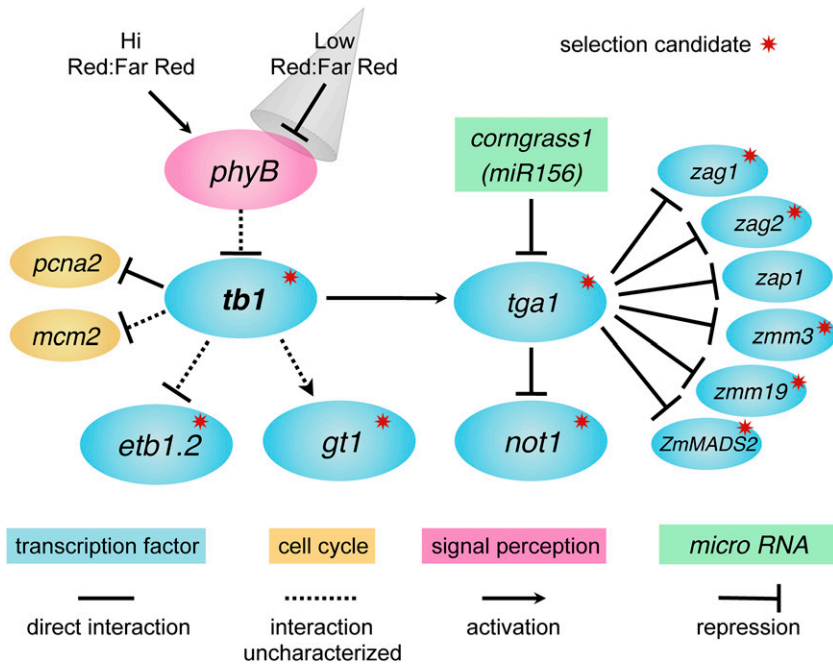 Hi
Red:Far Red
Low
Red:Far Red
selection candidate
phyB
corngrass1
(miR156)
zag1
zag2
zap1
zmm3
zmm19
ZmMADS2
pcna2
mcm2
tb1
tga1
etb1.2
gt1
not1
transcription factor
cell cycle
signal perception
micro RNA
direct interaction
interaction
uncharacterized
activation
repression